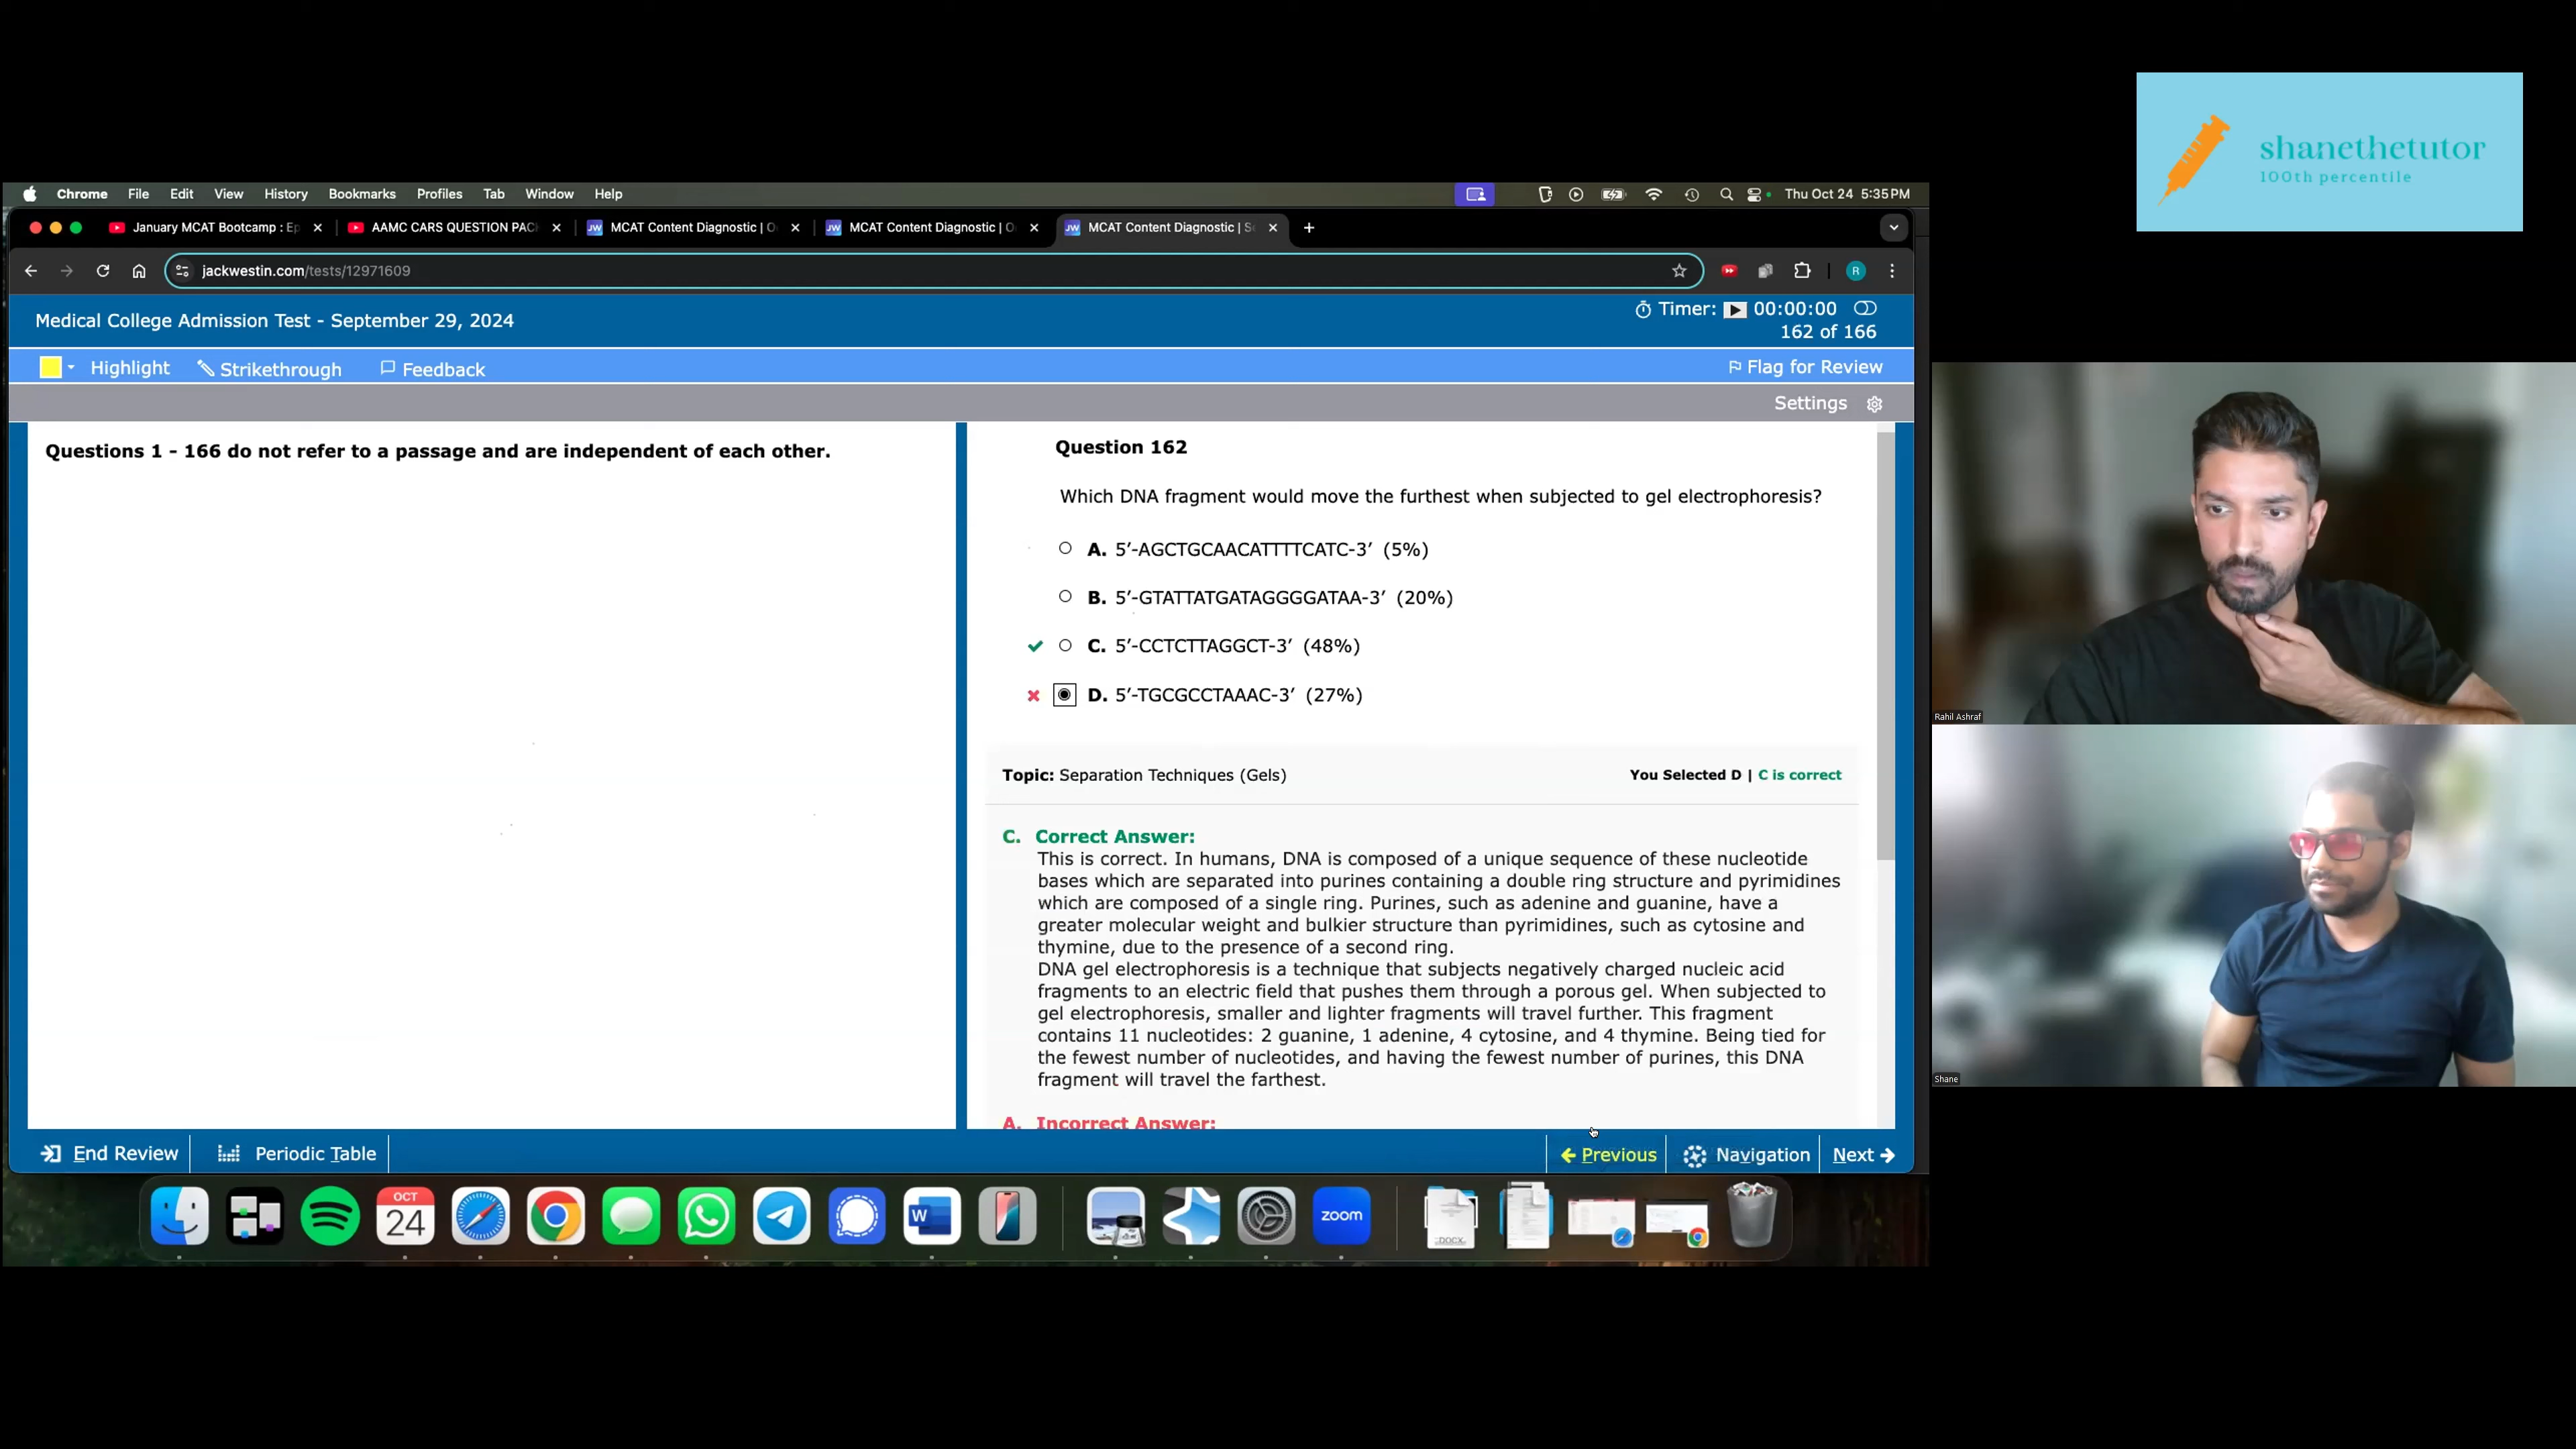 shanethetutor
100th percentile
Chrome File Edit View History Bookmarks Profiles Tab Window Help Thu Oct 24 5:35 PM
January MCAT Bootcamp : Ep AAMC CARS QUESTION PAC MCAT Content Diagnostic | O MCAT Content Diagnostic | O MCAT Content Diagnostic | S
jackwestin.com/tests/12971609 R
Medical College Admission Test - September 29, 2024
Timer: 00:00:00
162 of 166
Highlight Strikethrough Feedback Flag for Review
Settings
Questions 1 - 166 do not refer to a passage and are independent of each other.
Question 162
Which DNA fragment would move the furthest when subjected to gel electrophoresis?
A. 5′-AGCTGCAACATTTTCATC-3′ (5%)
B. 5′-GTATTATGATAGGGGATAA-3′ (20%)
C. 5′-CCTCTTAGGCT-3′ (48%)
D. 5′-TGCGCCTAAAC-3′ (27%)
Topic: Separation Techniques (Gels) You Selected D | C is correct
C. Correct Answer:
This is correct. In humans, DNA is composed of a unique sequence of these nucleotide
bases which are separated into purines containing a double ring structure and pyrimidines
which are composed of a single ring. Purines, such as adenine and guanine, have a
greater molecular weight and bulkier structure than pyrimidines, such as cytosine and
thymine, due to the presence of a second ring.
DNA gel electrophoresis is a technique that subjects negatively charged nucleic acid
fragments to an electric field that pushes them through a porous gel. When subjected to
gel electrophoresis, smaller and lighter fragments will travel further. This fragment
contains 11 nucleotides: 2 guanine, 1 adenine, 4 cytosine, and 4 thymine. Being tied for
the fewest number of nucleotides, and having the fewest number of purines, this DNA
fragment will travel the farthest.
A. Incorrect Answer:
End Review Periodic Table Previous Navigation Next
OCT
24
W
zoom
DOCX
Rahil Ashraf
Shane